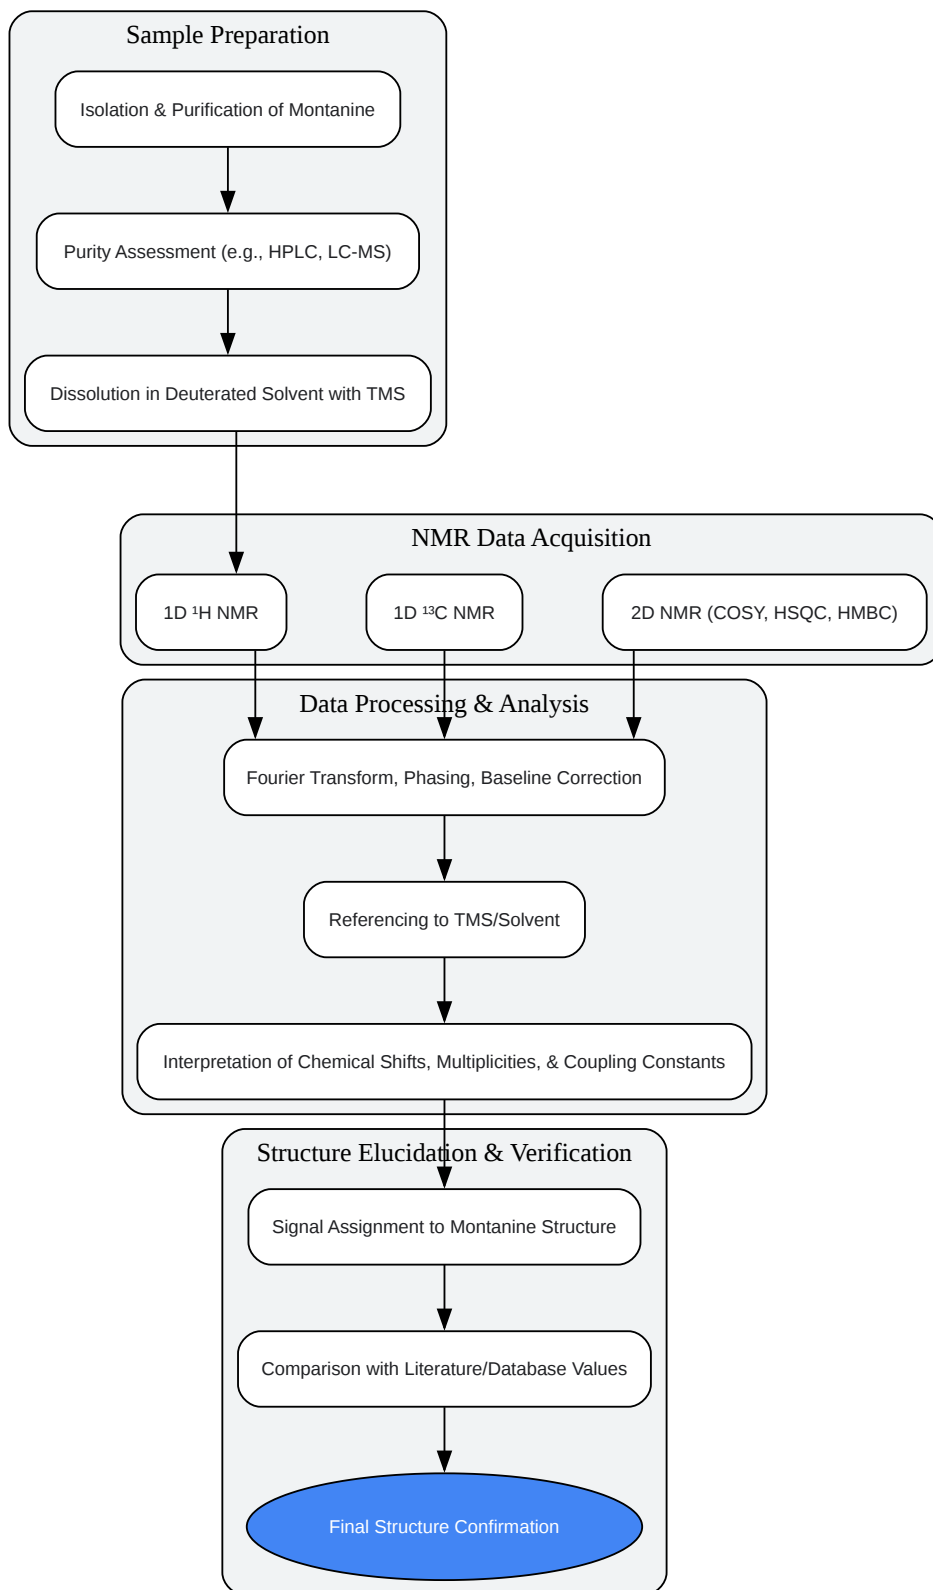 Sample Preparation
Isolation & Purification of Montanine
Purity Assessment (e.g., HPLC, LC-MS)
Dissolution in Deuterated Solvent with TMS
NMR Data Acquisition
1D ¹H NMR
1D ¹³C NMR
2D NMR (COSY, HSQC, HMBC)
Data Processing & Analysis
Fourier Transform, Phasing, Baseline Correction
Referencing to TMS/Solvent
Interpretation of Chemical Shifts, Multiplicities, & Coupling Constants
Structure Elucidation & Verification
Signal Assignment to Montanine Structure
Comparison with Literature/Database Values
Final Structure Confirmation